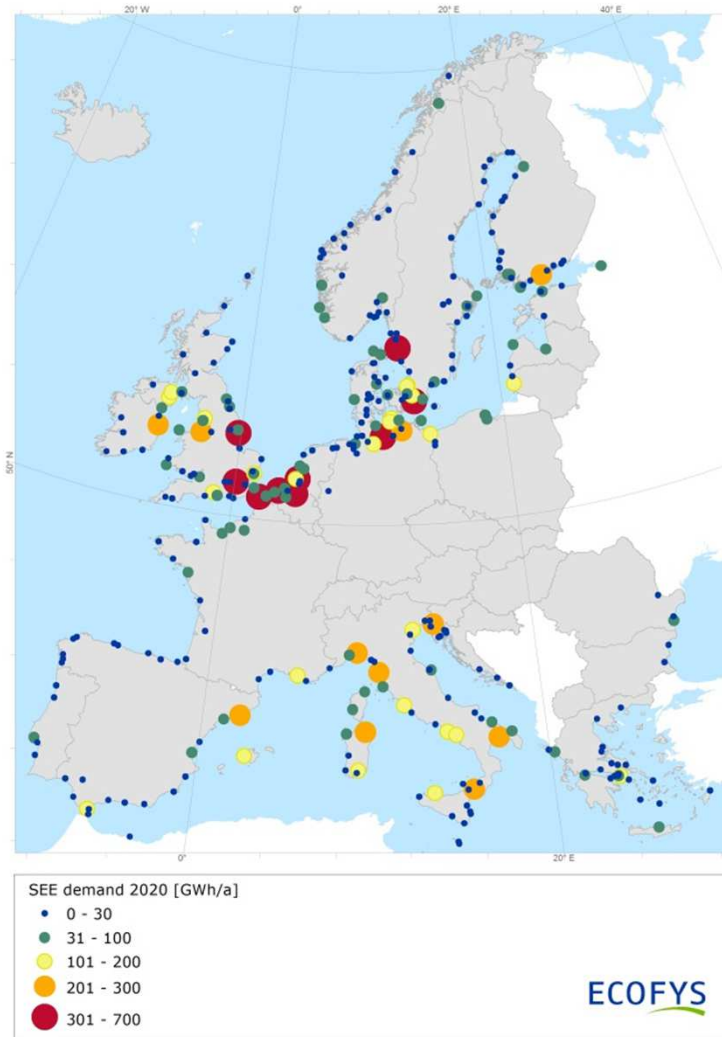 20° W
0°
20° E
40° E
50° N
0°
20° E
SEE demand 2020 [GWh/a]
0 - 30
31 - 100
101 - 200
201 - 300
301 - 700
ECOFYS